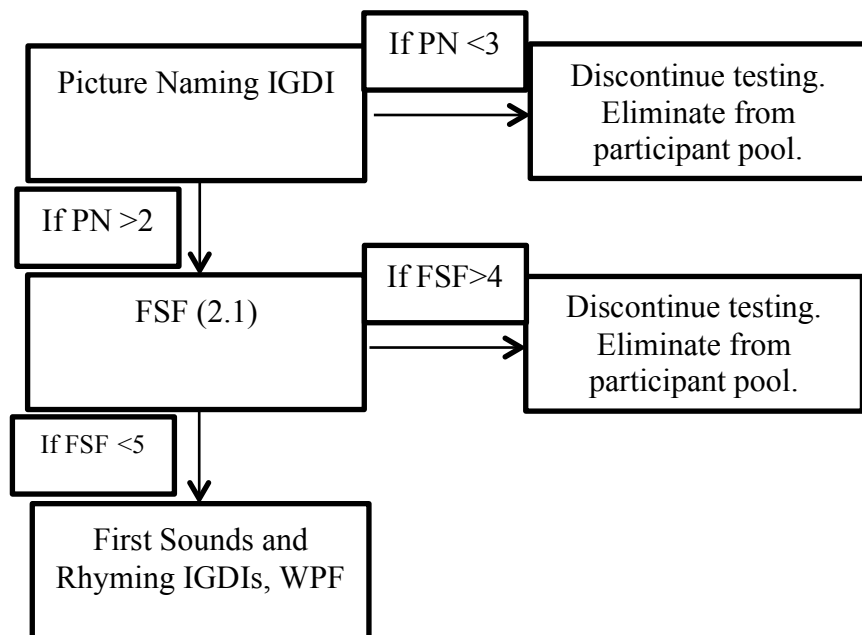 Picture Naming IGDI
If PN <3
Discontinue testing.
Eliminate from
participant pool.
If PN >2
FSF (2.1)
If FSF>4
Discontinue testing.
Eliminate from
participant pool.
If FSF <5
First Sounds and
Rhyming IGDIs, WPF